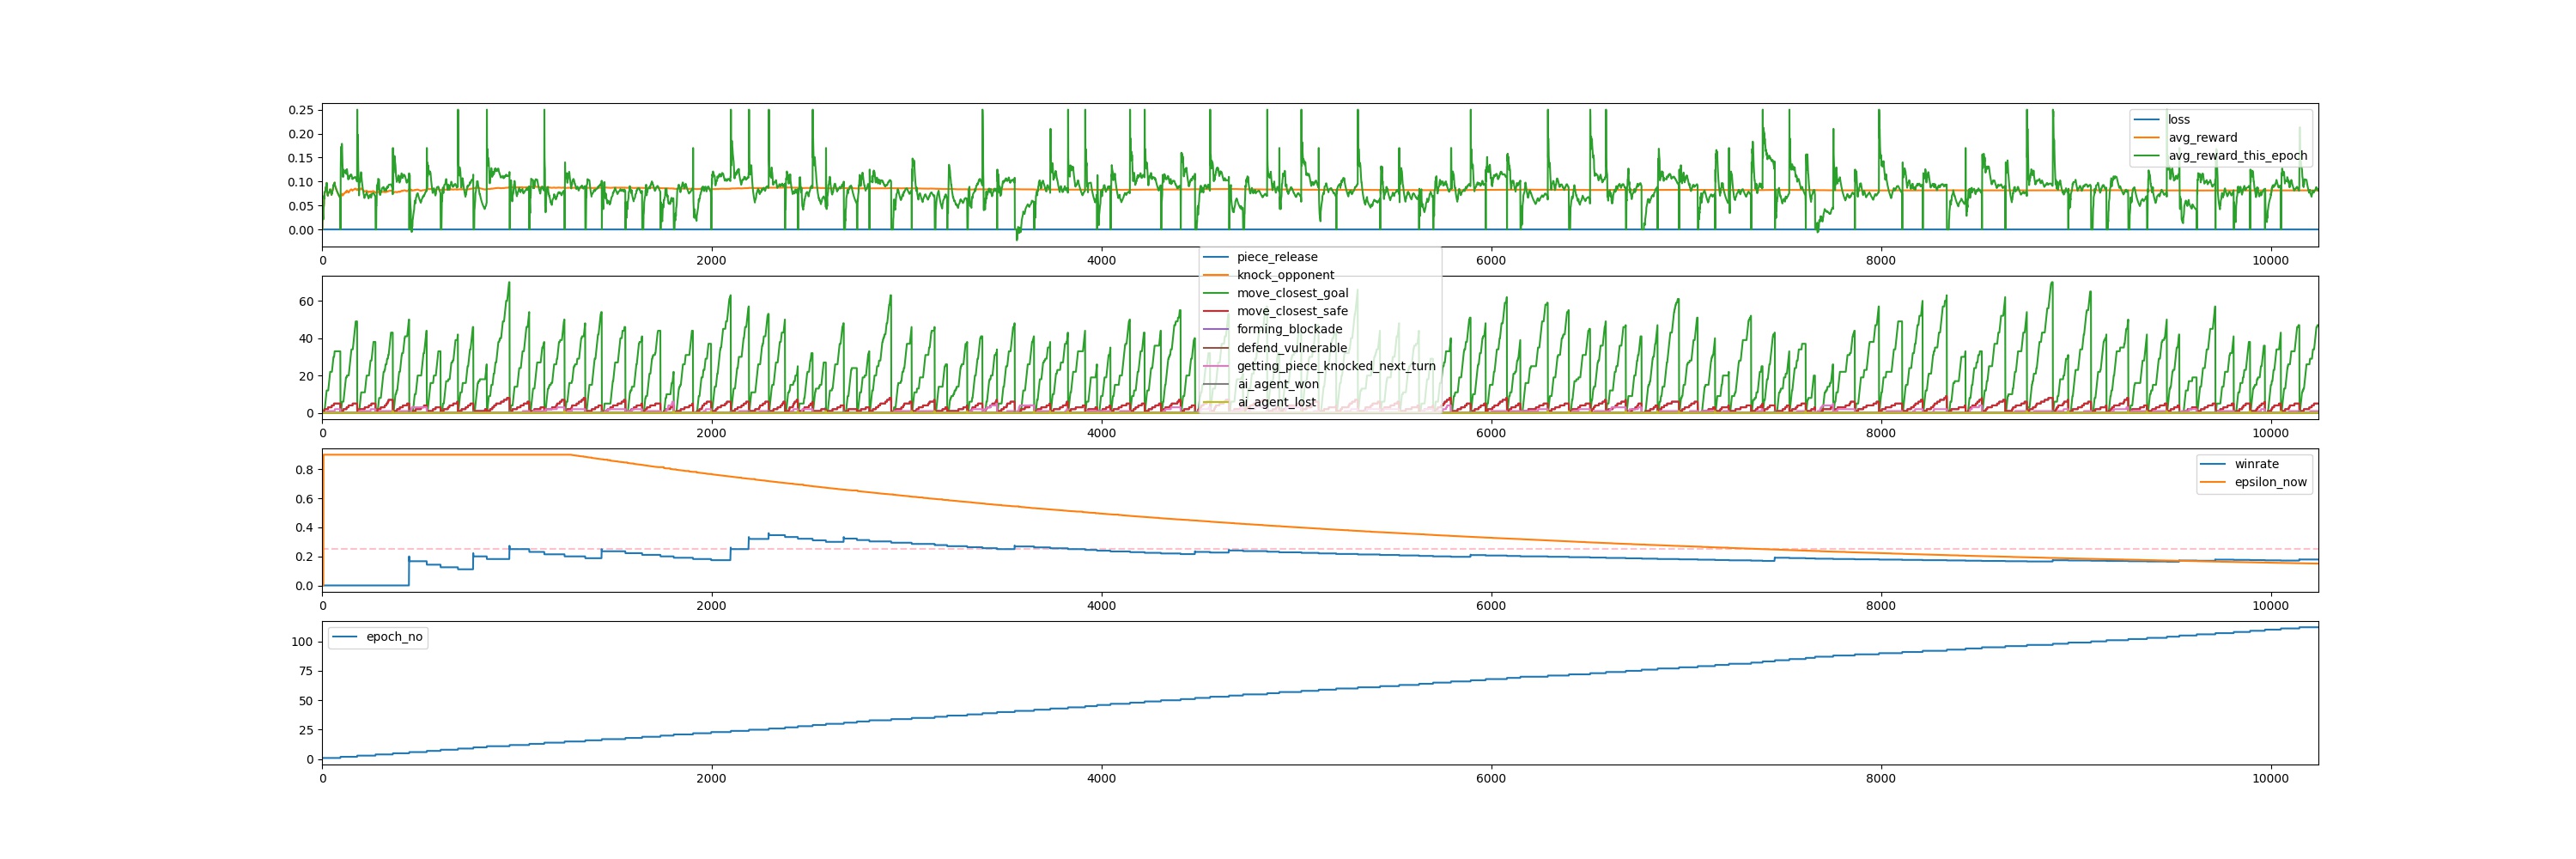 0.25
0.20
0.15
0.10
0.05
0.00
loss
avg_reward
avg_reward_this_epoch
0 2000 4000 6000 8000 10000
60
40
20
0
piece_release
knock_opponent
move_closest_goal
move_closest_safe
forming_blockade
defend_vulnerable
getting_piece_knocked_next_turn
ai_agent_won
ai_agent_lost
0 2000 4000 6000 8000 10000
0.8
0.6
0.4
0.2
0.0
winrate
epsilon_now
0 2000 4000 6000 8000 10000
100
75
50
25
0
epoch_no
0 2000 4000 6000 8000 10000